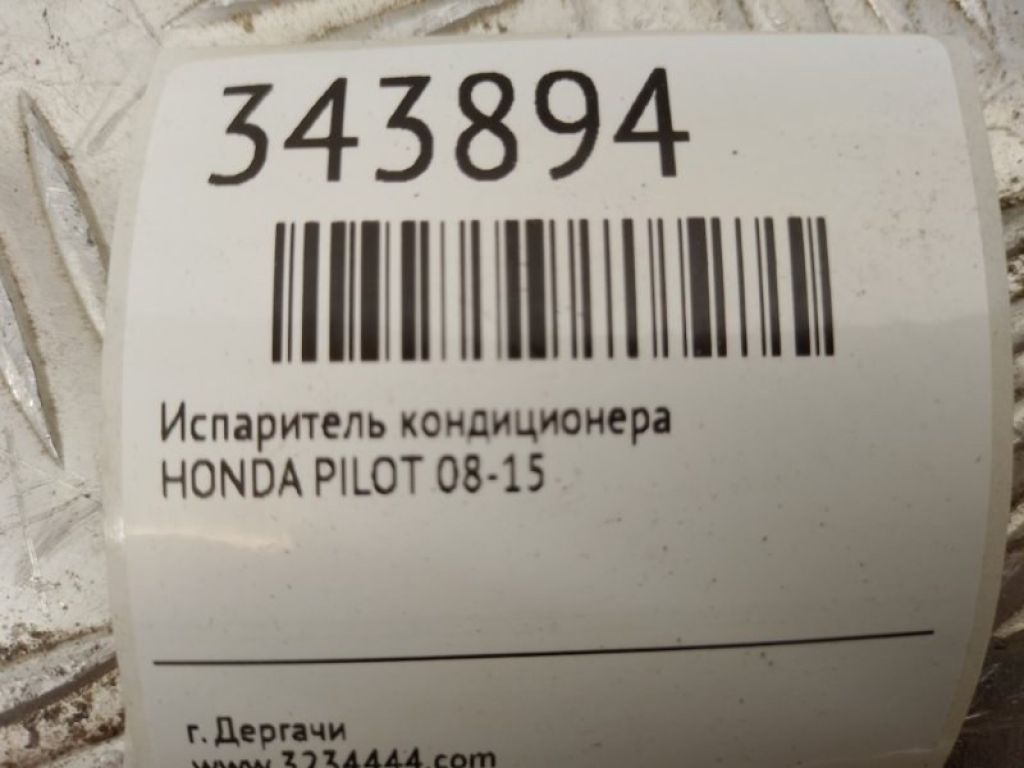 343894
Испаритель кондиционера
HONDA PILOT 08-15
г. Дергачи
www.3234444.com